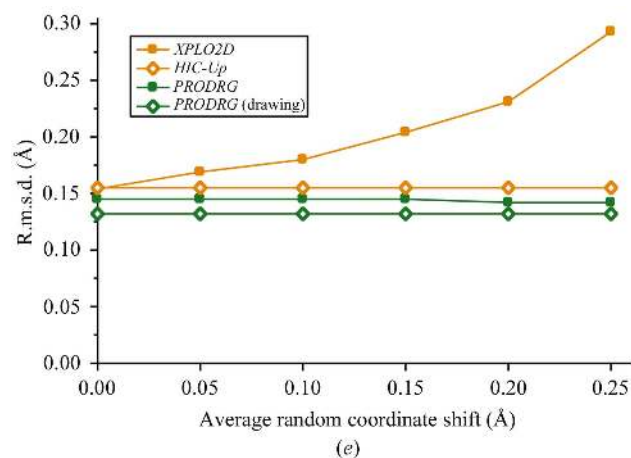 0.30
0.25
0.20
0.15
0.10
0.05
0.00
R.m.s.d. (Å)
XPLO2D
HIC-Up
PRODRG
PRODRG (drawing)
0.00 0.05 0.10 0.15 0.20 0.25
Average random coordinate shift (Å)
(e)